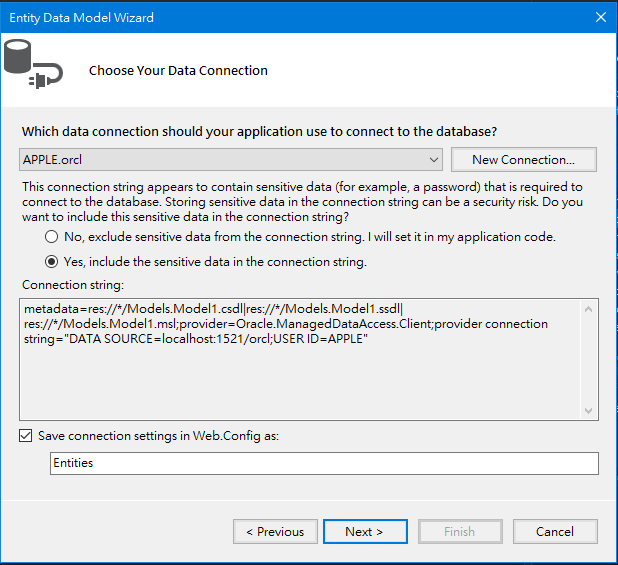 Entity Data Model Wizard
Choose Your Data Connection
Which data connection should your application use to connect to the database?
APPLE.orcl
New Connection...
This connection string appears to contain sensitive data (for example, a password) that is required to
connect to the database. Storing sensitive data in the connection string can be a security risk. Do you
want to include this sensitive data in the connection string?
No, exclude sensitive data from the connection string. I will set it in my application code.
Yes, include the sensitive data in the connection string.
Connection string:
metadata=res://*/Models.Model1.csdl|res://*/Models.Model1.ssdl|
res://*/Models.Model1.msl;provider=Oracle.ManagedDataAccess.Client;provider connection
string="DATA SOURCE=localhost:1521/orcl;USER ID=APPLE"
Save connection settings in Web.Config as:
Entities
< Previous
Next >
Finish
Cancel